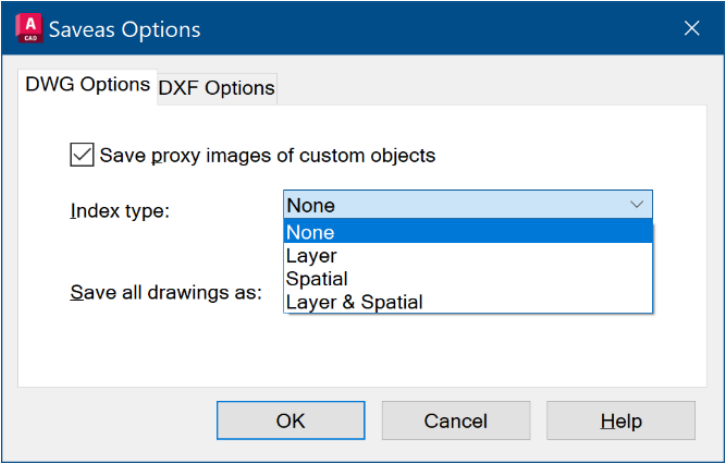 A
CAD
Saveas Options
DWG Options
DXF Options
Save proxy images of custom objects
Index type:
None
None
Layer
Spatial
Save all drawings as:
Layer & Spatial
OK
Cancel
Help